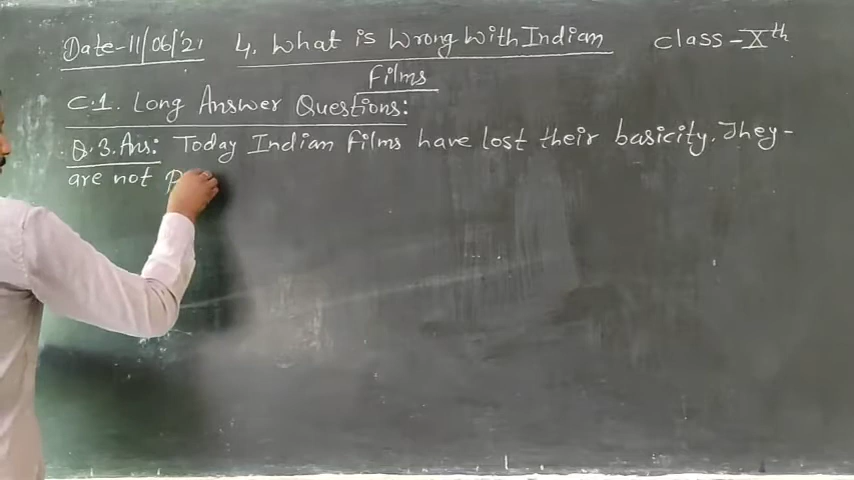 Date-11/06/'21 4. What is Wrong With Indian Films class-Xth
C.1. Long Answer Questions:
Q.3.Ans: Today Indian films have lost their basicity. They-
are not